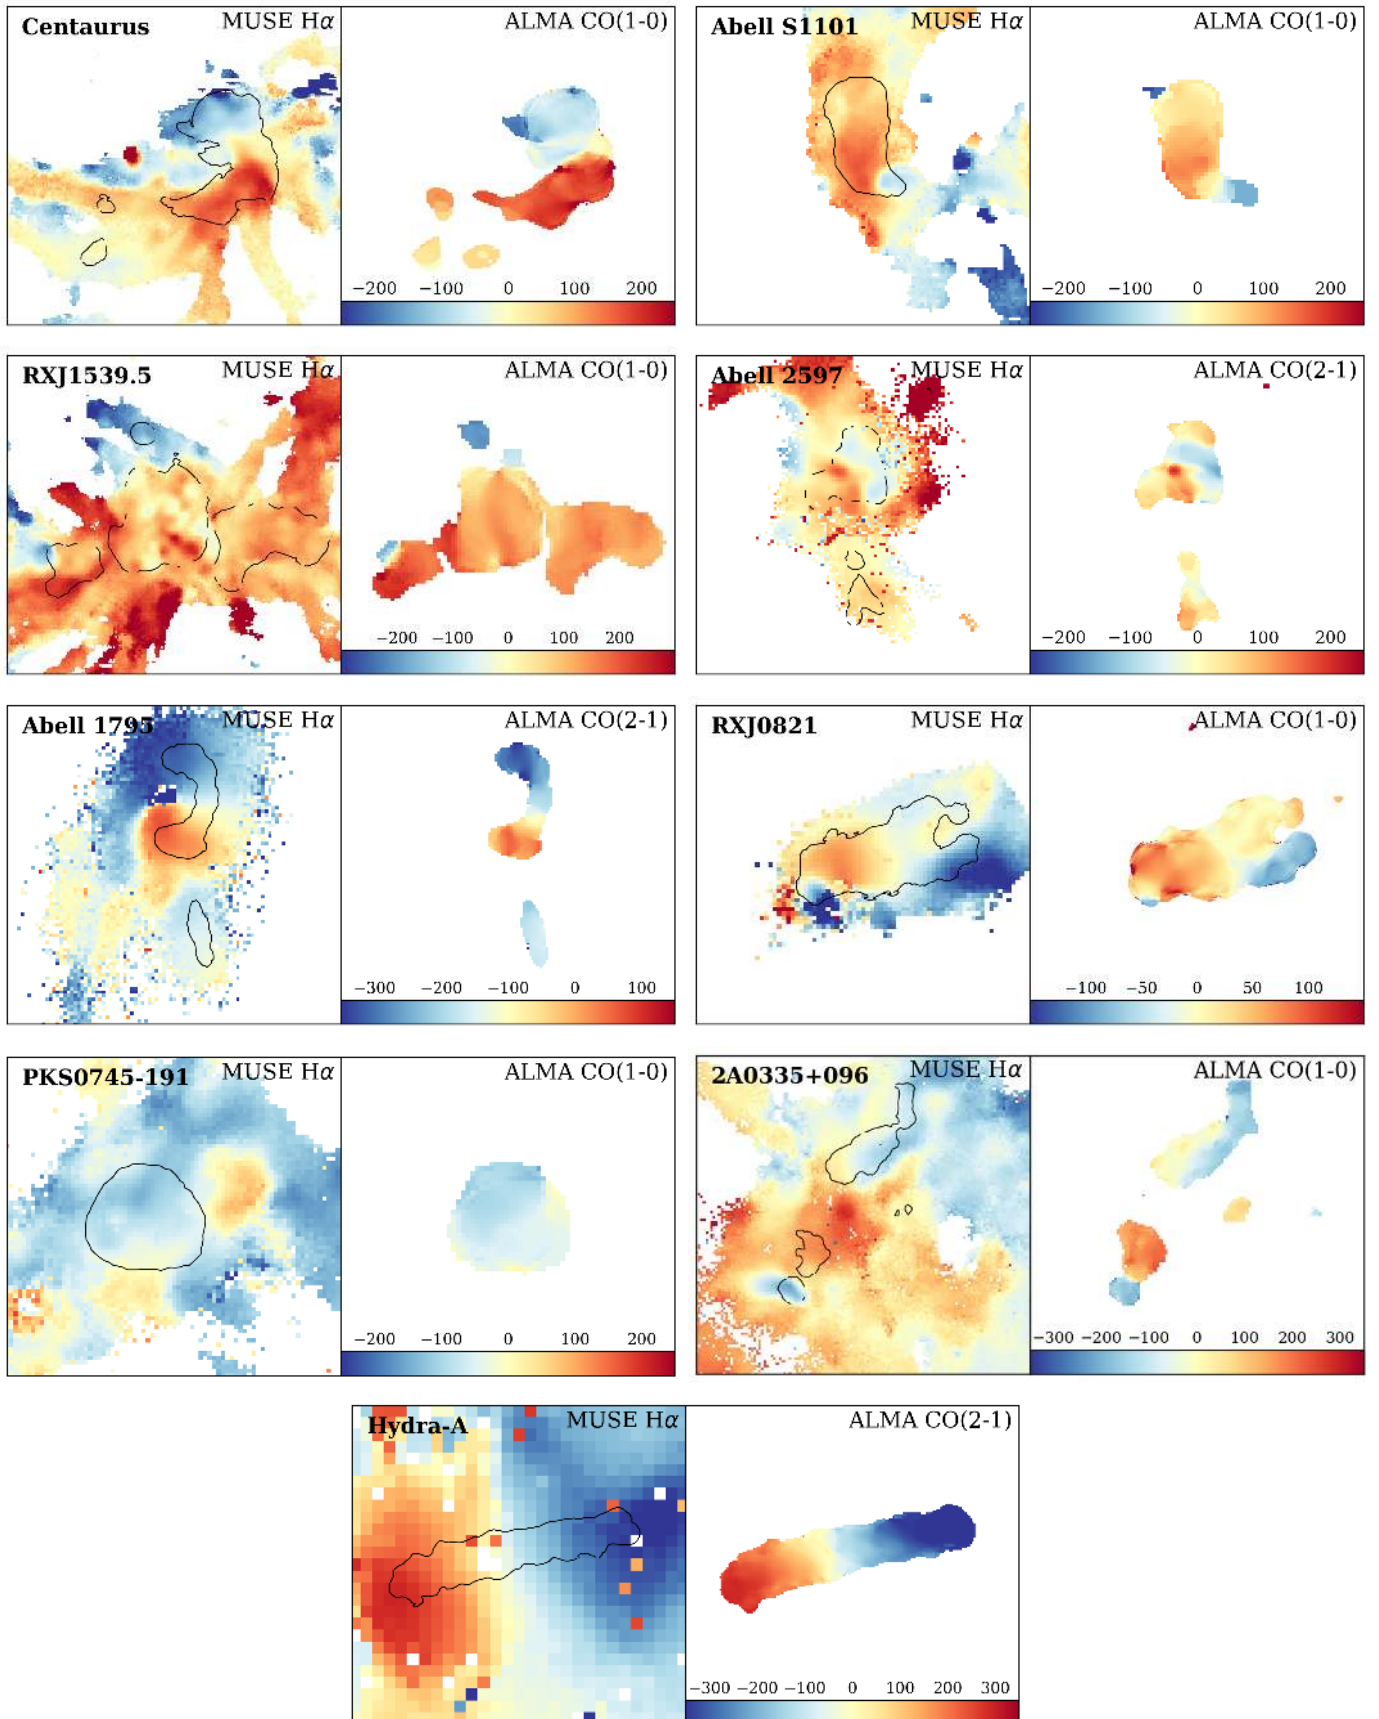 Centaurus MUSE Hα ALMA CO(1-0)
−200 −100 0 100 200
Abell S1101 MUSE Hα ALMA CO(1-0)
−200 −100 0 100 200
RXJ1539.5 MUSE Hα ALMA CO(1-0)
−200 −100 0 100 200
Abell 2597 MUSE Hα ALMA CO(2-1)
−200 −100 0 100 200
Abell 1795 MUSE Hα ALMA CO(2-1)
−300 −200 −100 0 100
RXJ0821 MUSE Hα ALMA CO(1-0)
−100 −50 0 50 100
PKS0745-191 MUSE Hα ALMA CO(1-0)
−200 −100 0 100 200
2A0335+096 MUSE Hα ALMA CO(1-0)
−300 −200 −100 0 100 200 300
Hydra-A MUSE Hα ALMA CO(2-1)
−300 −200 −100 0 100 200 300